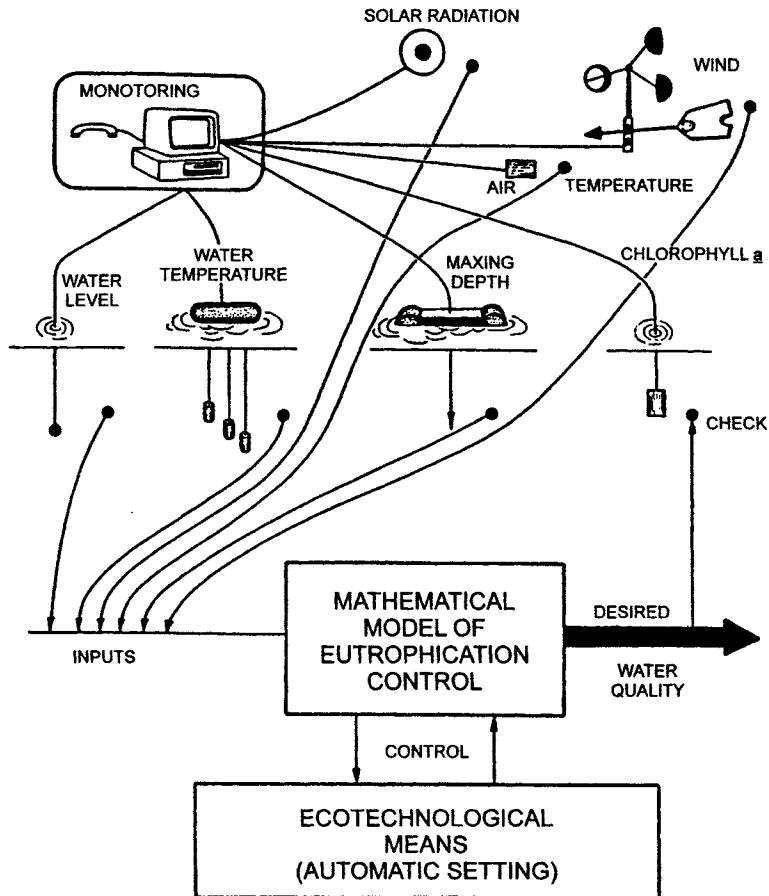 SOLAR RADIATION
MONOTORING
WIND
AIR
TEMPERATURE
WATER
TEMPERATURE
WATER
LEVEL
MAXING
DEPTH
CHLOROPHYLL a
CHECK
INPUTS
MATHEMATICAL
MODEL OF
EUTROPHICATION
CONTROL
DESIRED
WATER
QUALITY
CONTROL
ECOTECHNOLOGICAL
MEANS
(AUTOMATIC SETTING)